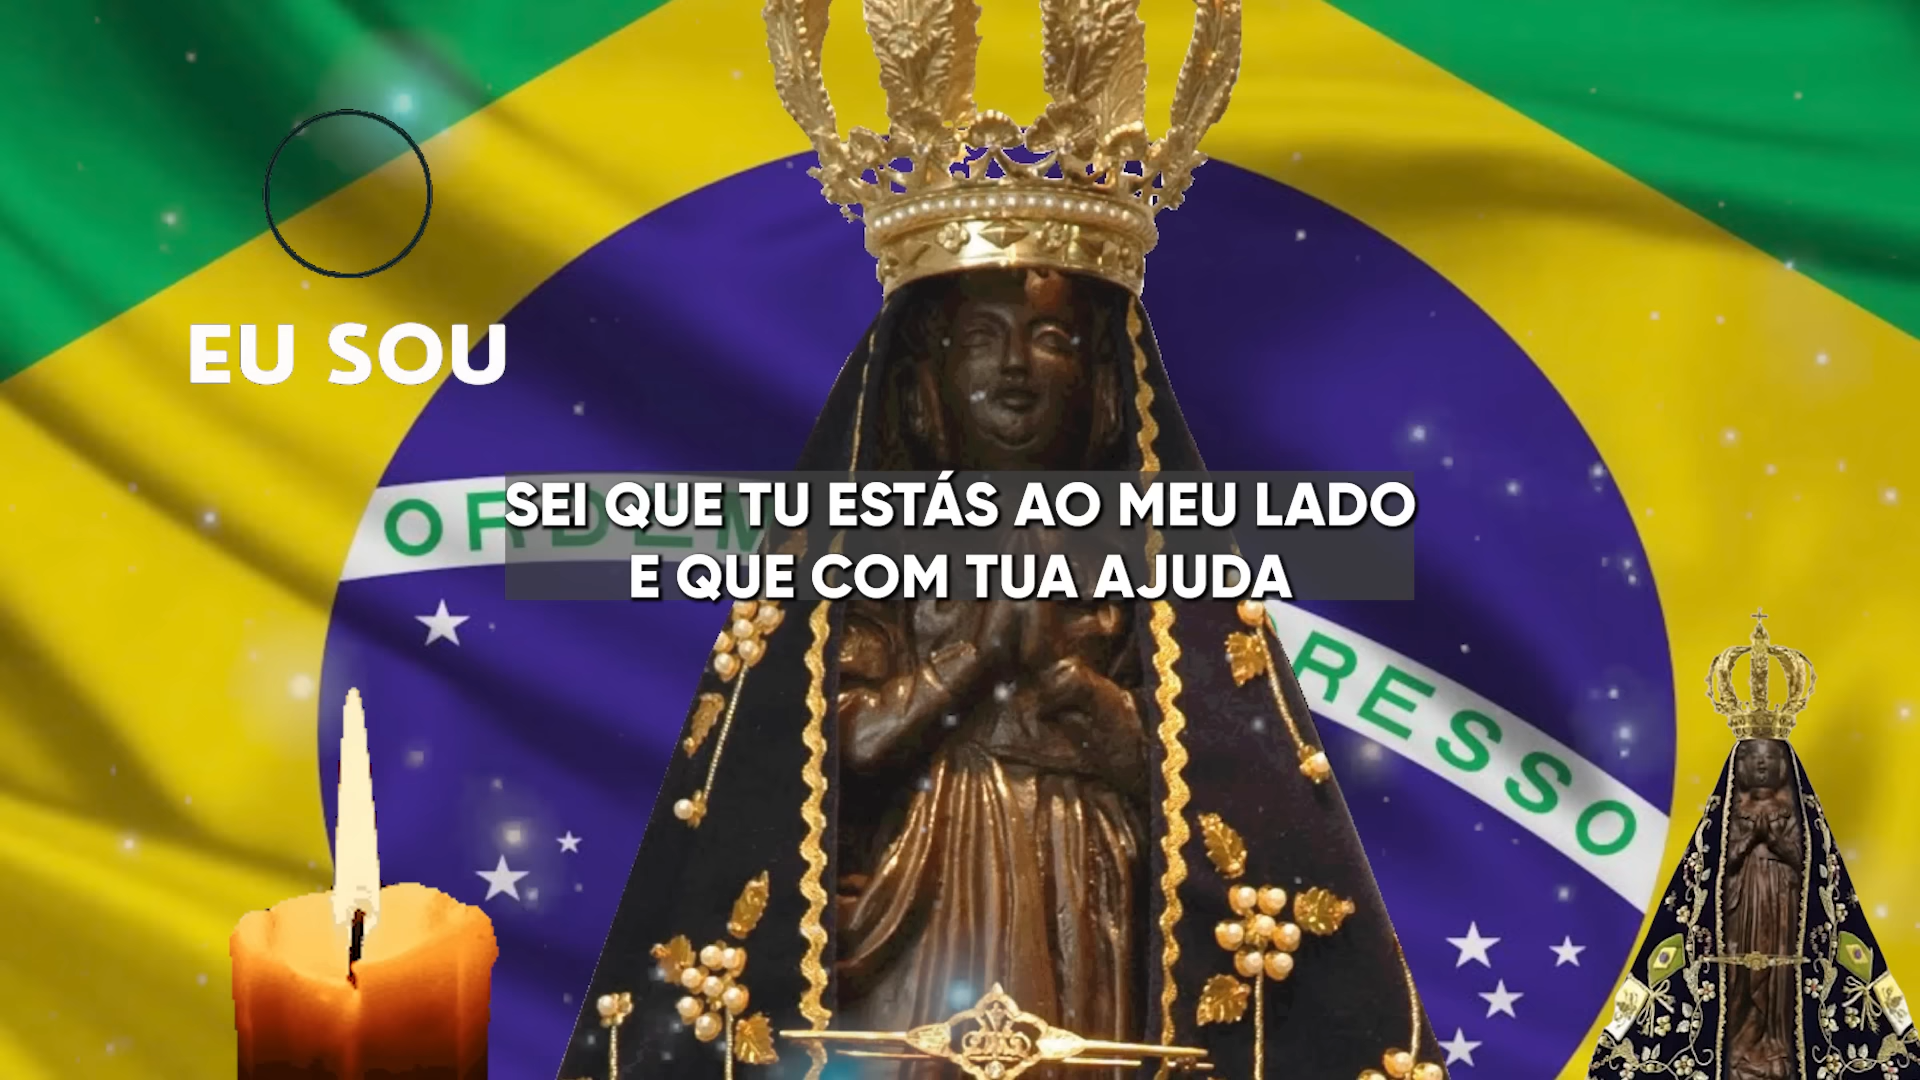 EU SOU
SEI QUE TU ESTÁS AO MEU LADO
E QUE COM TUA AJUDA
ORDEM
RESSO